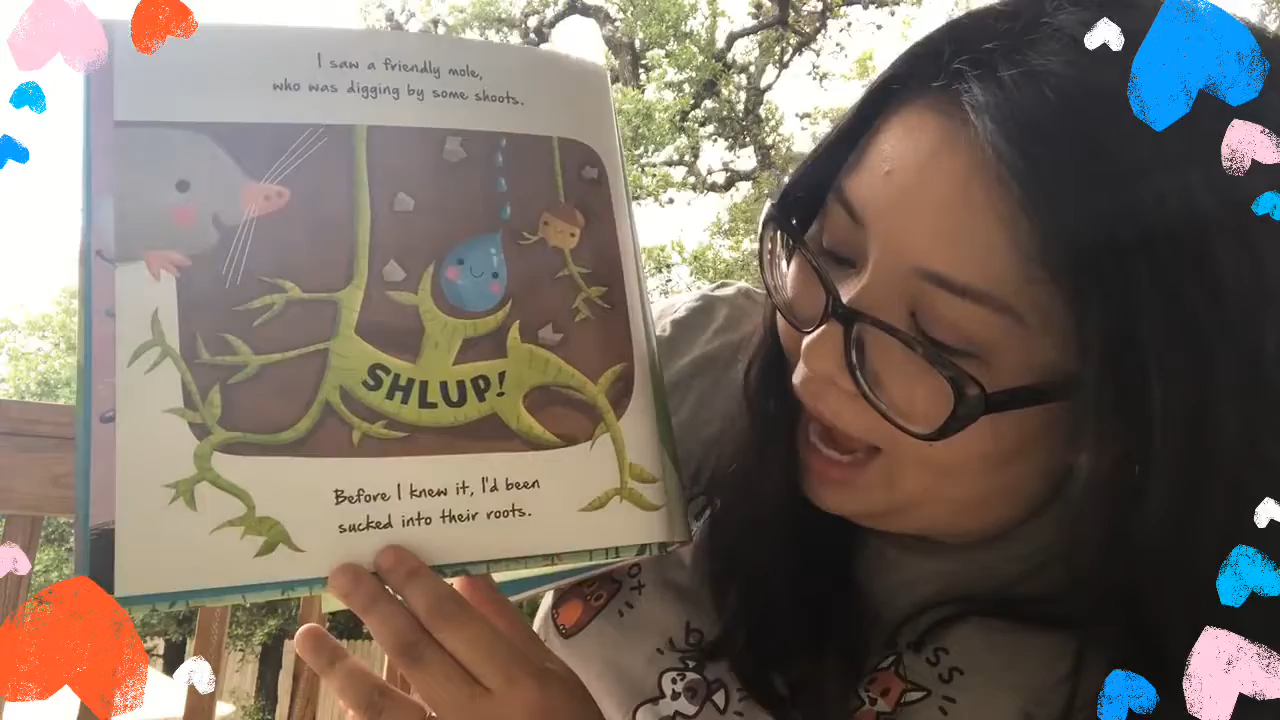 I saw a friendly mole,
who was digging by some shoots.
SHLUP!
Before I knew it, I'd been
sucked into their roots.